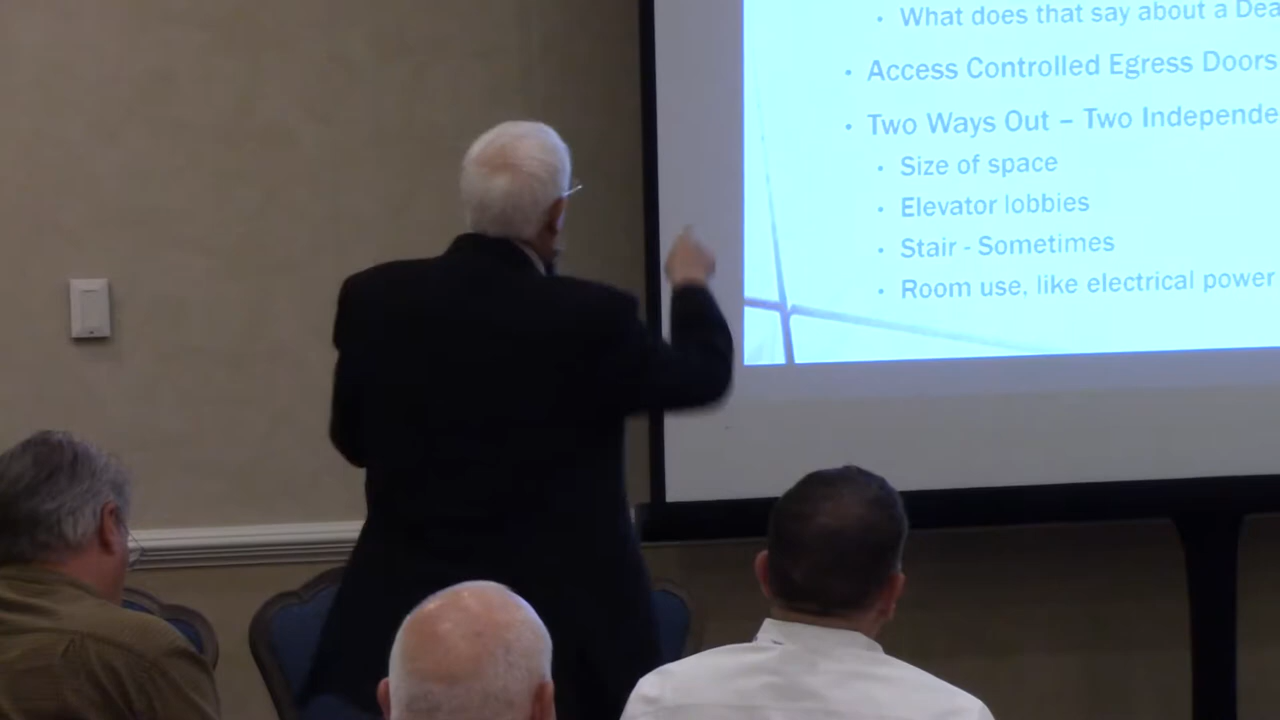 • What does that say about a
• Access Controlled Egress Doors
• Two Ways Out – Two
• Size of space
• Elevator lobbies
• Stair - Sometimes
• Room use, like electrical power